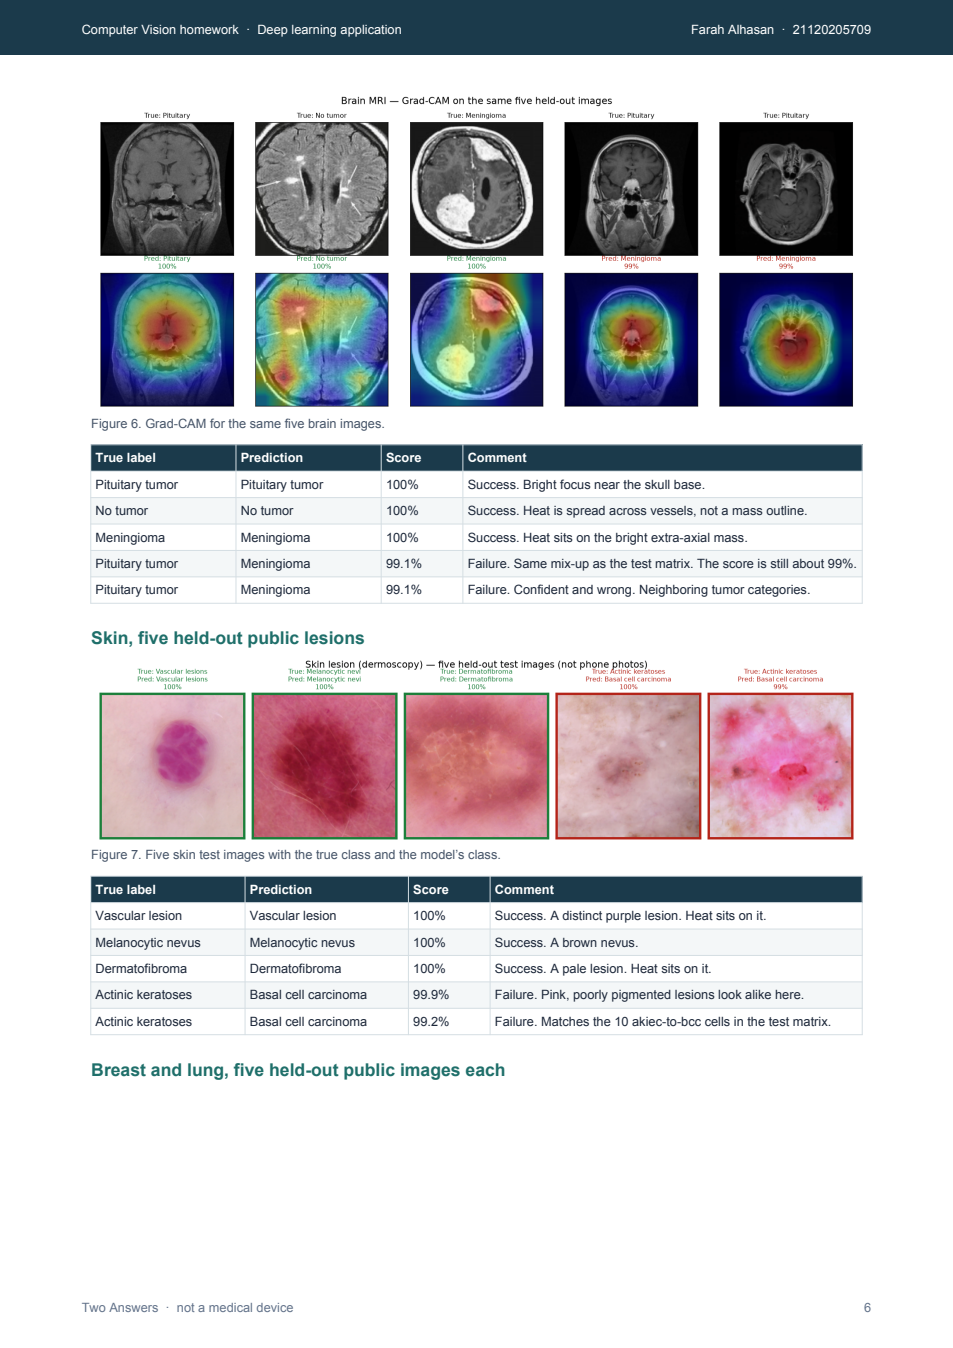 Computer Vision homework · Deep learning application
Farah Alhasan · 21120205709
Brain MRI — Grad-CAM on the same five held-out images
True: Pituitary True: No tumor True: Meningioma True: Pituitary True: Pituitary
Pred: Pituitary Pred: No tumor Pred: Meningioma Pred: Meningioma Pred: Meningioma
100% 100% 100% 99% 99%
Figure 6. Grad-CAM for the same five brain images.
True label Prediction Score Comment
Pituitary tumor Pituitary tumor 100% Success. Bright focus near the skull base.
No tumor No tumor 100% Success. Heat is spread across vessels, not a mass outline.
Meningioma Meningioma 100% Success. Heat sits on the bright extra-axial mass.
Pituitary tumor Meningioma 99.1% Failure. Same mix-up as the test matrix. The score is still about 99%.
Pituitary tumor Meningioma 99.1% Failure. Confident and wrong. Neighboring tumor categories.
Skin, five held-out public lesions
Skin lesion (dermoscopy) — five held-out test images (not phone photos)
True: Vascular lesions True: Melanocytic nevi True: Dermatofibroma True: Actinic keratoses True: Actinic keratoses
Pred: Vascular lesions Pred: Melanocytic nevi Pred: Dermatofibroma Pred: Basal cell carcinoma Pred: Basal cell carcinoma
100% 100% 100% 100% 99%
Figure 7. Five skin test images with the true class and the model's class.
True label Prediction Score Comment
Vascular lesion Vascular lesion 100% Success. A distinct purple lesion. Heat sits on it.
Melanocytic nevus Melanocytic nevus 100% Success. A brown nevus.
Dermatofibroma Dermatofibroma 100% Success. A pale lesion. Heat sits on it.
Actinic keratoses Basal cell carcinoma 99.9% Failure. Pink, poorly pigmented lesions look alike here.
Actinic keratoses Basal cell carcinoma 99.2% Failure. Matches the 10 akiec-to-bcc cells in the test matrix.
Breast and lung, five held-out public images each
Two Answers · not a medical device
6